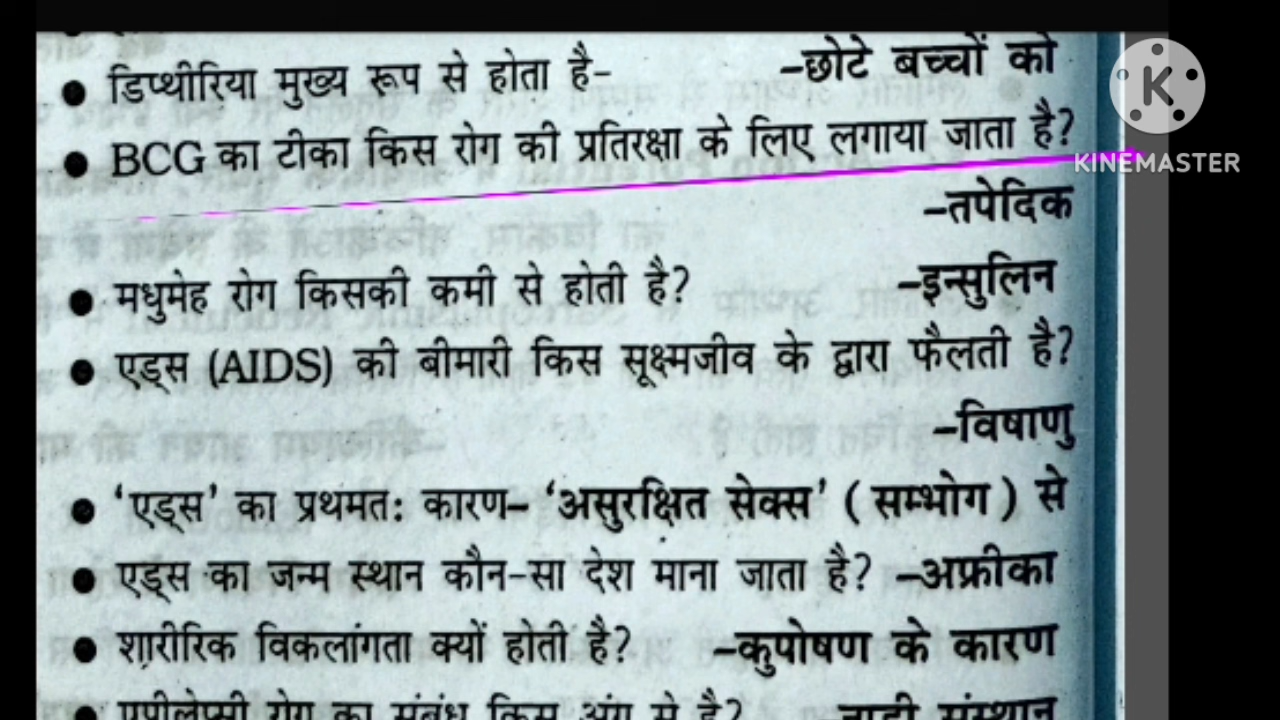 • डिप्थीरिया मुख्य रूप से होता है- -छोटे बच्चों को
• BCG का टीका किस रोग की प्रतिरक्षा के लिए लगाया जाता है?
-तपेदिक
• मधुमेह रोग किसकी कमी से होती है? -इन्सुलिन
• एड्स (AIDS) की बीमारी किस सूक्ष्मजीव के द्वारा फैलती है?
-विषाणु
• 'एड्स' का प्रथमत: कारण- 'असुरक्षित सेक्स' (सम्भोग) से
• एड्स का जन्म स्थान कौन-सा देश माना जाता है? -अफ्रीका
• शारीरिक विकलांगता क्यों होती है? -कुपोषण के कारण
• एपीलेप्सी रोग का संबंध किस अंग से है? -नाड़ी संस्थान
K
KINEMASTER